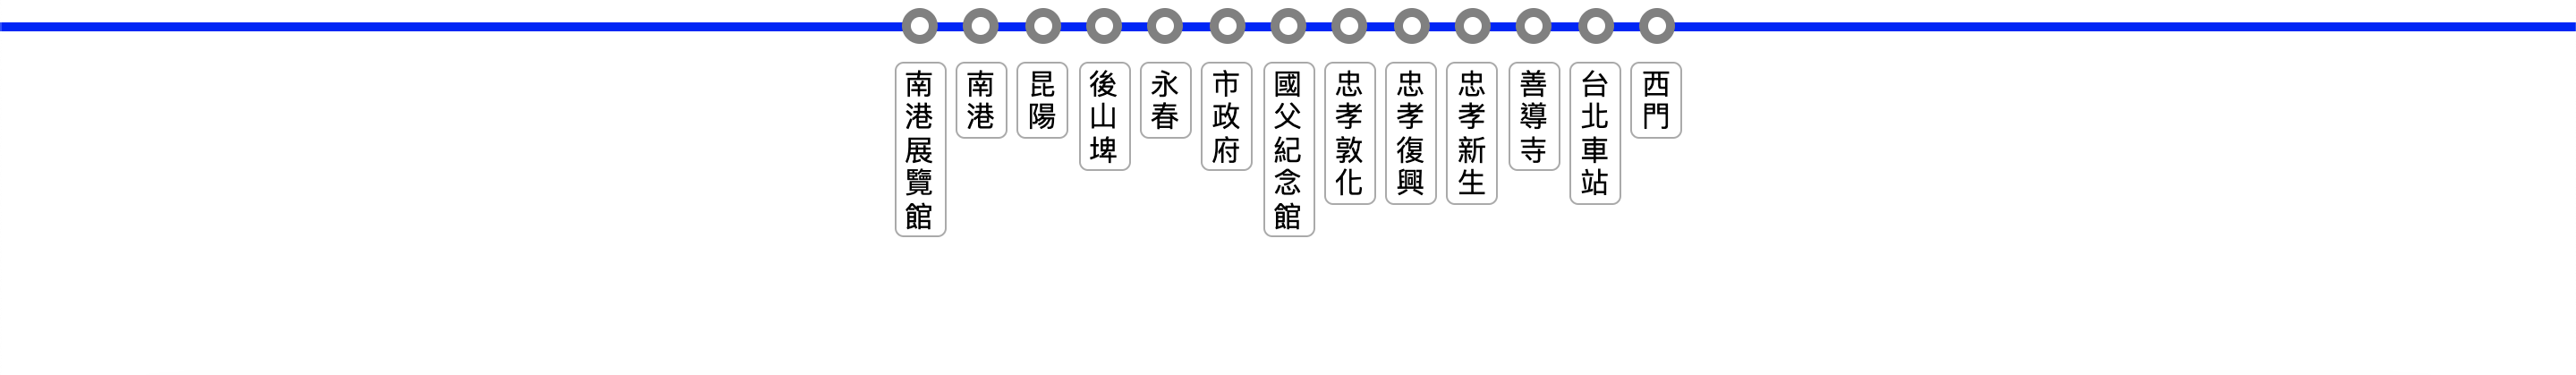 南港展覽館
南港
昆陽
後山埤
永春
市政府
國父紀念館
忠孝敦化
忠孝復興
忠孝新生
善導寺
台北車站
西門